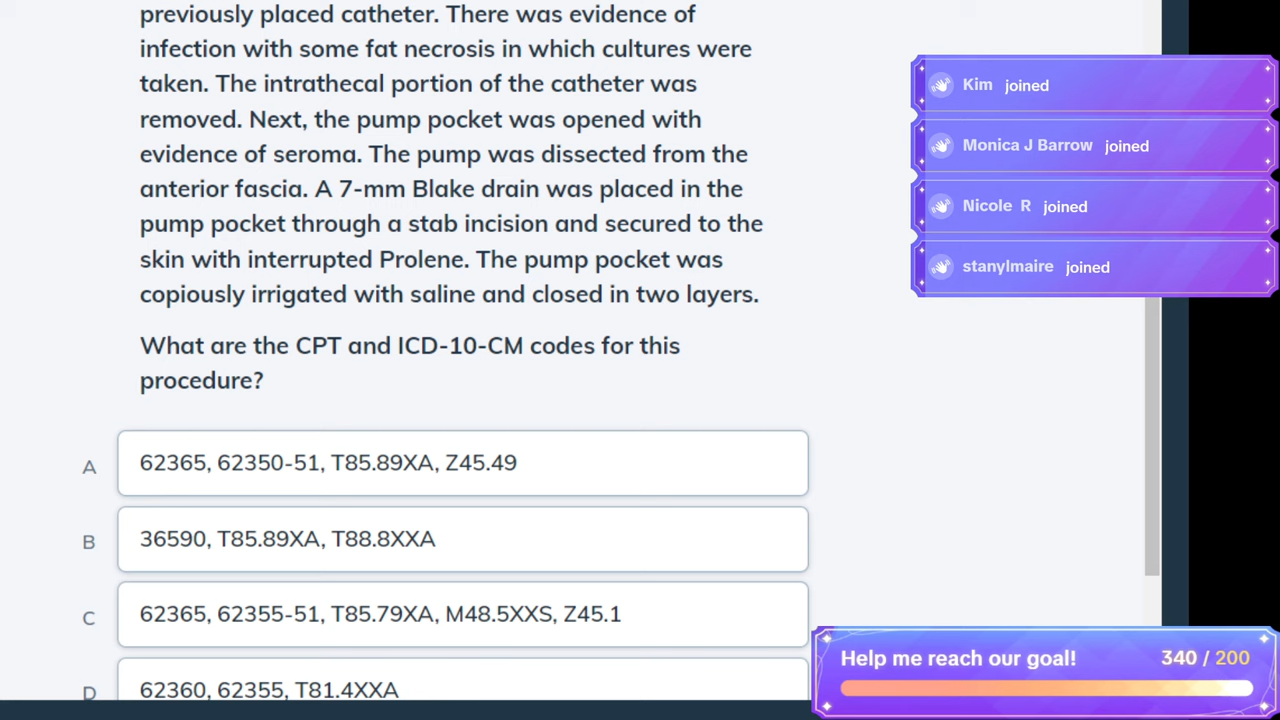 previously placed catheter. There was evidence of
infection with some fat necrosis in which cultures were
taken. The intrathecal portion of the catheter was
removed. Next, the pump pocket was opened with
evidence of seroma. The pump was dissected from the
anterior fascia. A 7-mm Blake drain was placed in the
pump pocket through a stab incision and secured to the
skin with interrupted Prolene. The pump pocket was
copiously irrigated with saline and closed in two layers.
What are the CPT and ICD-10-CM codes for this
procedure?
A 62365, 62350-51, T85.89XA, Z45.49
B 36590, T85.89XA, T88.8XXA
C 62365, 62355-51, T85.79XA, M48.5XXS, Z45.1
D 62360, 62355, T81.4XXA
Kim joined
Monica J Barrow joined
Nicole R joined
stanylmaire joined
Help me reach our goal! 340 / 200